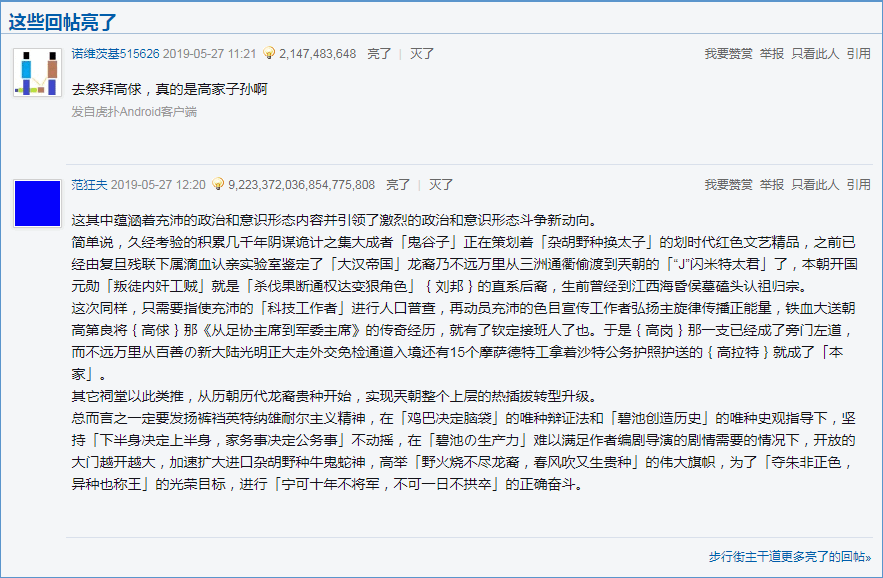 这些回帖亮了
诺维茨基515626 2019-05-27 11:21 2,147,483,648 亮了 | 灭了 我要赞赏 举报 只看此人 引用
去祭拜高俅，真的是高家子孙啊
发自虎扑Android客户端
范狂夫 2019-05-27 12:20 9,223,372,036,854,775,808 亮了 | 灭了 我要赞赏 举报 只看此人 引用
这其中蕴涵着充沛的政治和意识形态内容并引领了激烈的政治和意识形态斗争新动向。
简单说，久经考验的积累几千年阴谋诡计之集大成者「鬼谷子」正在策划着「杂胡野种换太子」的划时代红色文艺精品，之前已
经由复旦残联下属滴血认亲实验室鉴定了「大汉帝国」龙裔乃不远万里从三洲通衢偷渡到兲朝的「“J”闪米特太君」了，本朝开国
元勋「叛徒内奸工贼」就是「杀伐果断通权达变狠角色」｛刘邦｝的直系后裔，生前曾经到江西海昏侯墓磕头认祖归宗。
这次同样，只需要指使充沛的「科技工作者」进行人口普查，再动员充沛的色目宣传工作者弘扬主旋律传播正能量，铁血大送朝
高第良将｛高俅｝那《从足协主席到军委主席》的传奇经历，就有了钦定接班人了也。于是｛高岗｝那一支已经成了旁门左道，
而不远万里从百善の新大陆光明正大走外交免检通道入境还有15个摩萨德特工拿着沙特公务护照护送的｛高拉特｝就成了「本
家」。
其它祠堂以此类推，从历朝历代龙裔贵种开始，实现兲朝整个上层的热插拔转型升级。
总而言之一定要发扬裤裆英特纳雄耐尔主义精神，在「鸡巴决定脑袋」的唯种辩证法和「碧池创造历史」的唯种史观指导下，坚
持「下半身决定上半身，家务事决定公务事」不动摇，在「碧池の生产力」难以满足作者编剧导演的剧情需要的情况下，开放的
大门越开越大，加速扩大进口杂胡野种牛鬼蛇神，高举「野火烧不尽龙裔，春风吹又生贵种」的伟大旗帜，为了「夺朱非正色，
异种也称王」的光荣目标，进行「宁可十年不将军，不可一日不拱卒」的正确奋斗。
步行街主干道更多亮了的回帖»